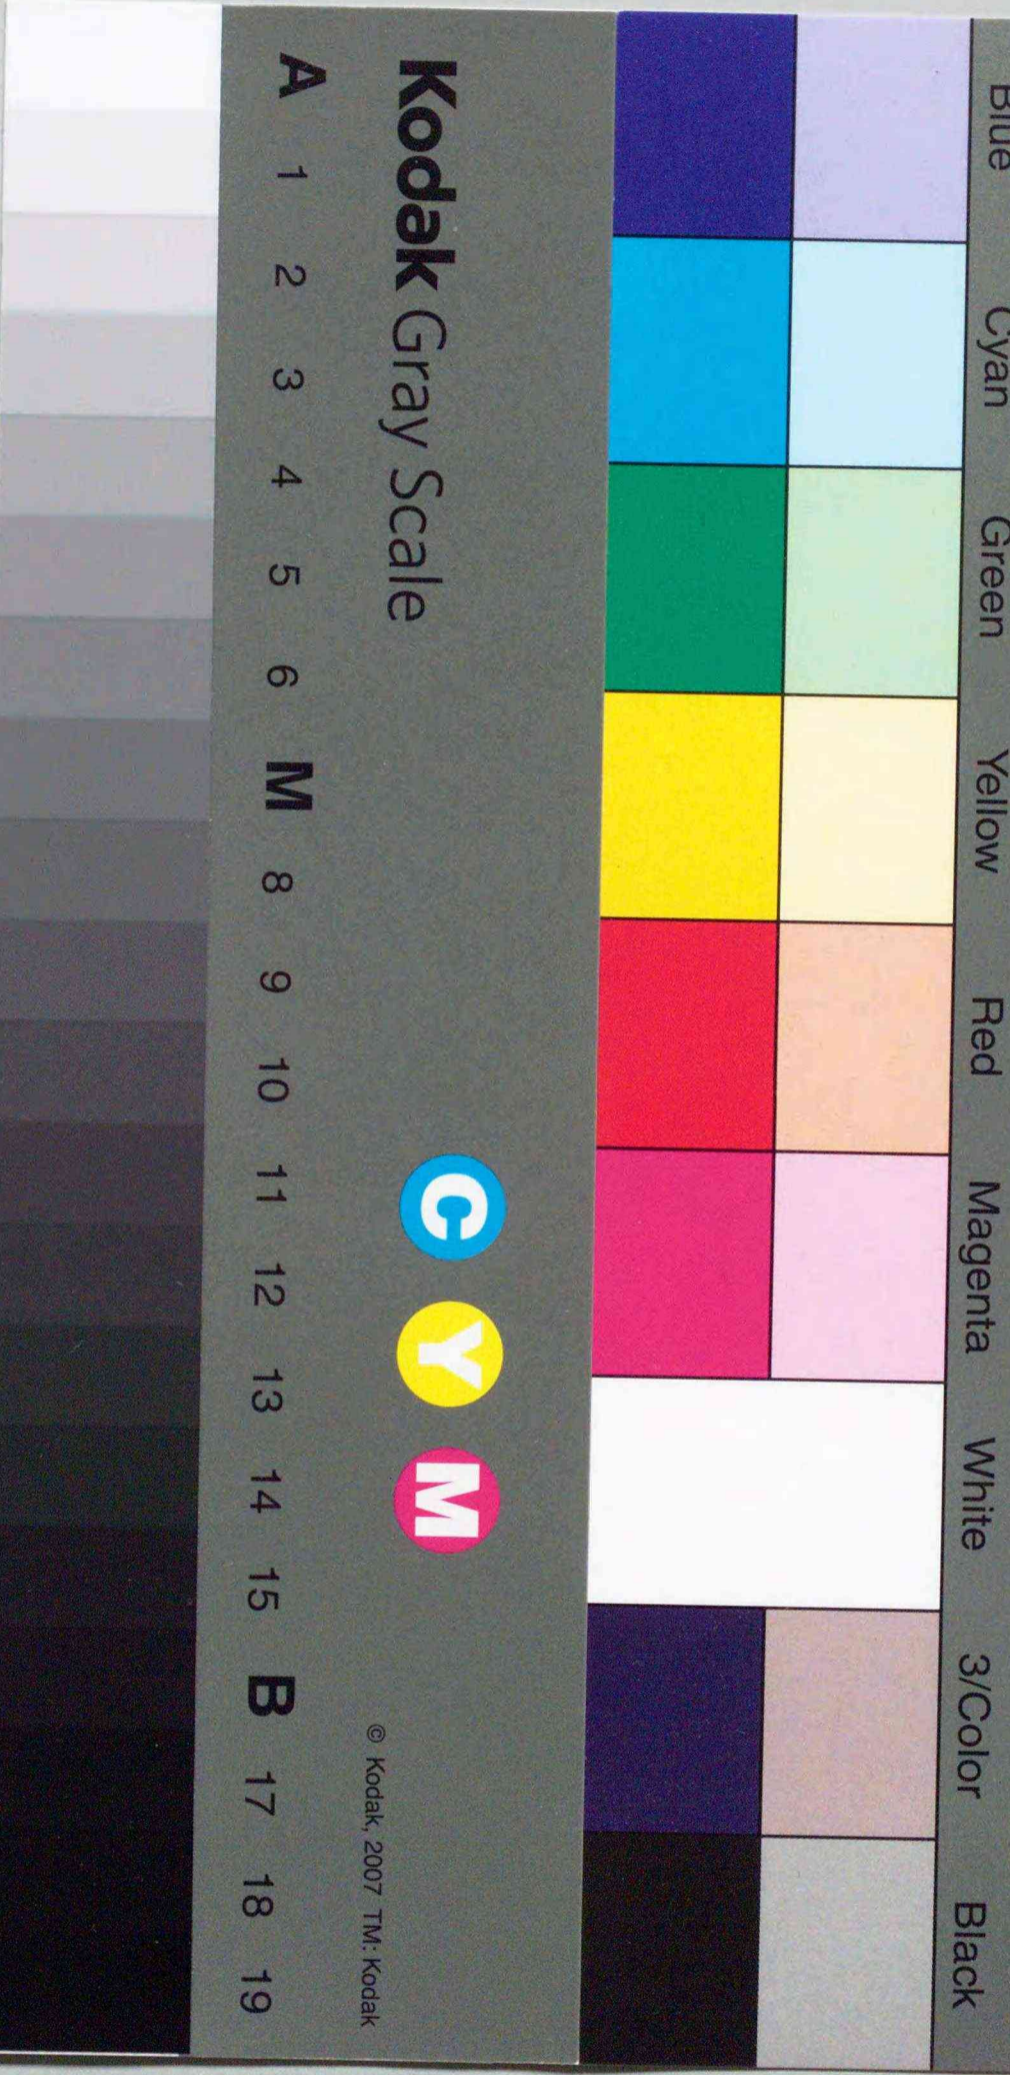 Blue Cyan Green Yellow Red Magenta White 3/Color Black
Kodak Gray Scale
C Y M
© Kodak, 2007 TM: Kodak
A 1 2 3 4 5 6 M 8 9 10 11 12 13 14 15 B 17 18 19